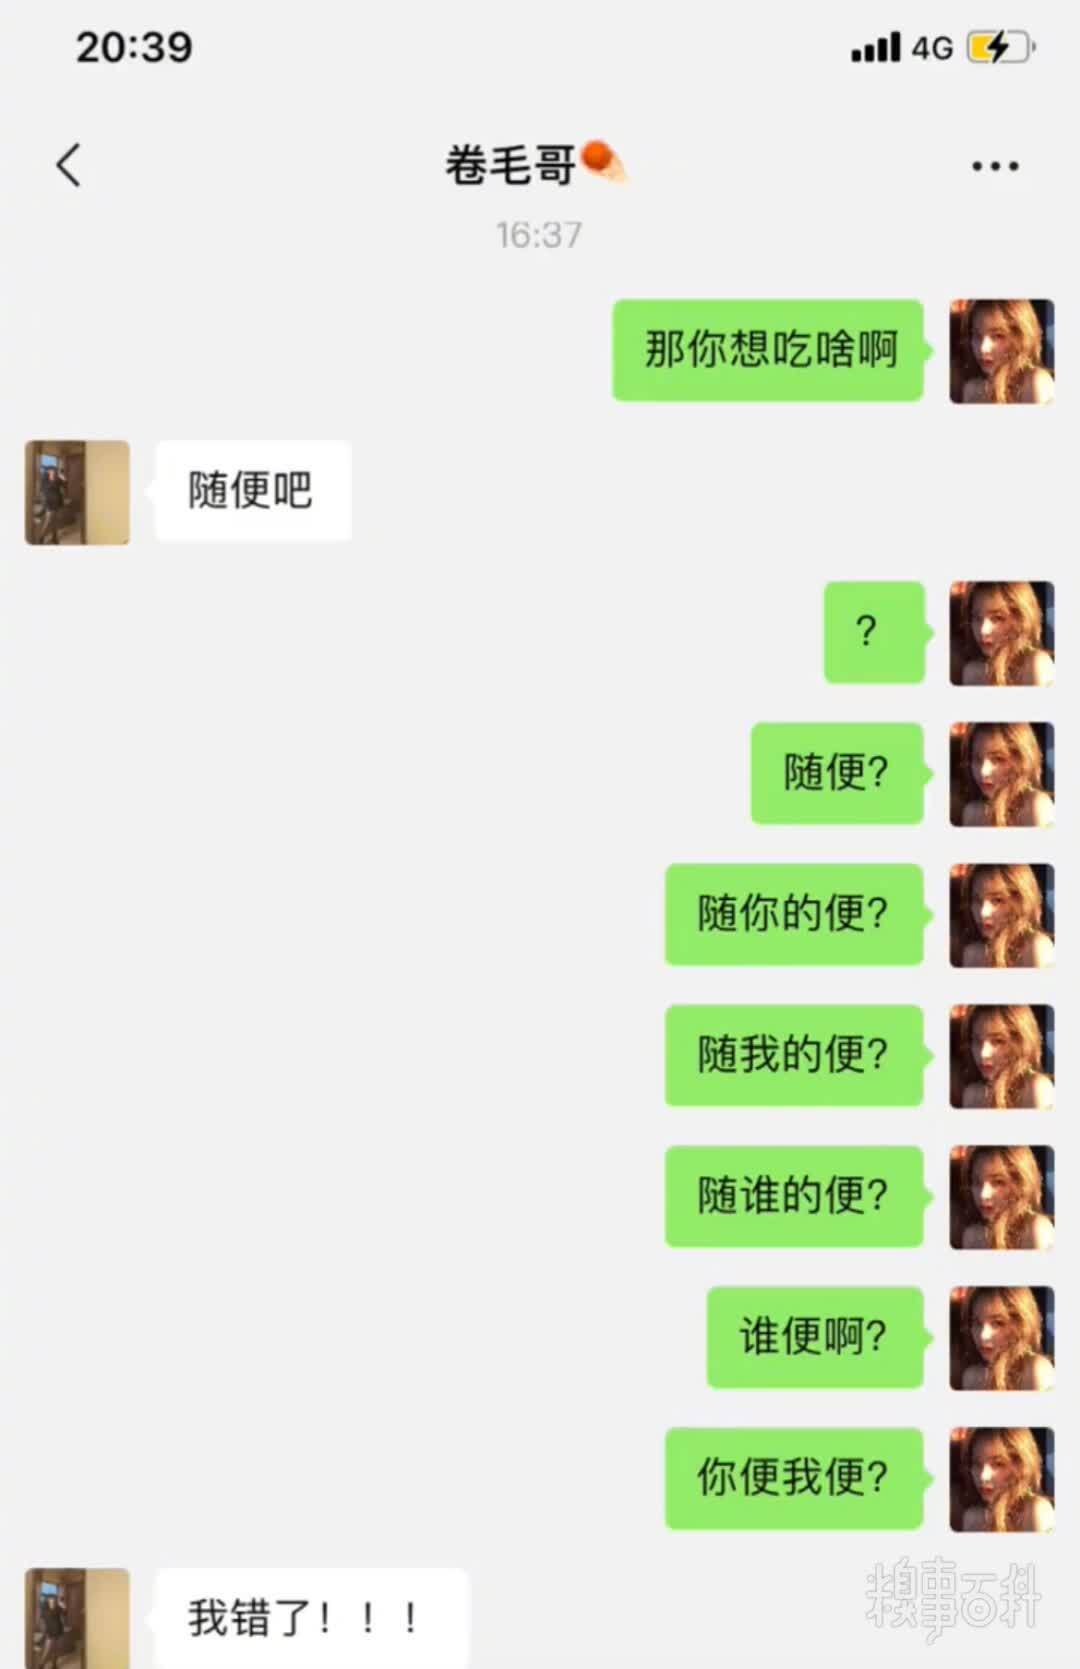 20:39
4G
卷毛哥
16:37
那你想吃啥啊
随便吧
?
随便?
随你的便?
随我的便?
随谁的便?
谁便啊?
你便我便?
我错了！！！
糗事百科